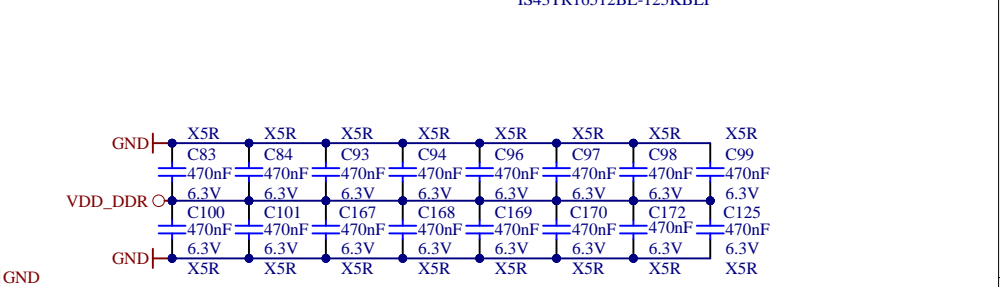 X5R X5R X5R X5R X5R X5R X5R X5R
GND
C83 C84 C93 C94 C96 C97 C98 C99
470nF 470nF 470nF 470nF 470nF 470nF 470nF 470nF
6.3V 6.3V 6.3V 6.3V 6.3V 6.3V 6.3V 6.3V
VDD_DDR
C100 C101 C167 C168 C169 C170 C172 C125
470nF 470nF 470nF 470nF 470nF 470nF 470nF 470nF
6.3V 6.3V 6.3V 6.3V 6.3V 6.3V 6.3V 6.3V
GND
X5R X5R X5R X5R X5R X5R X5R X5R
GND